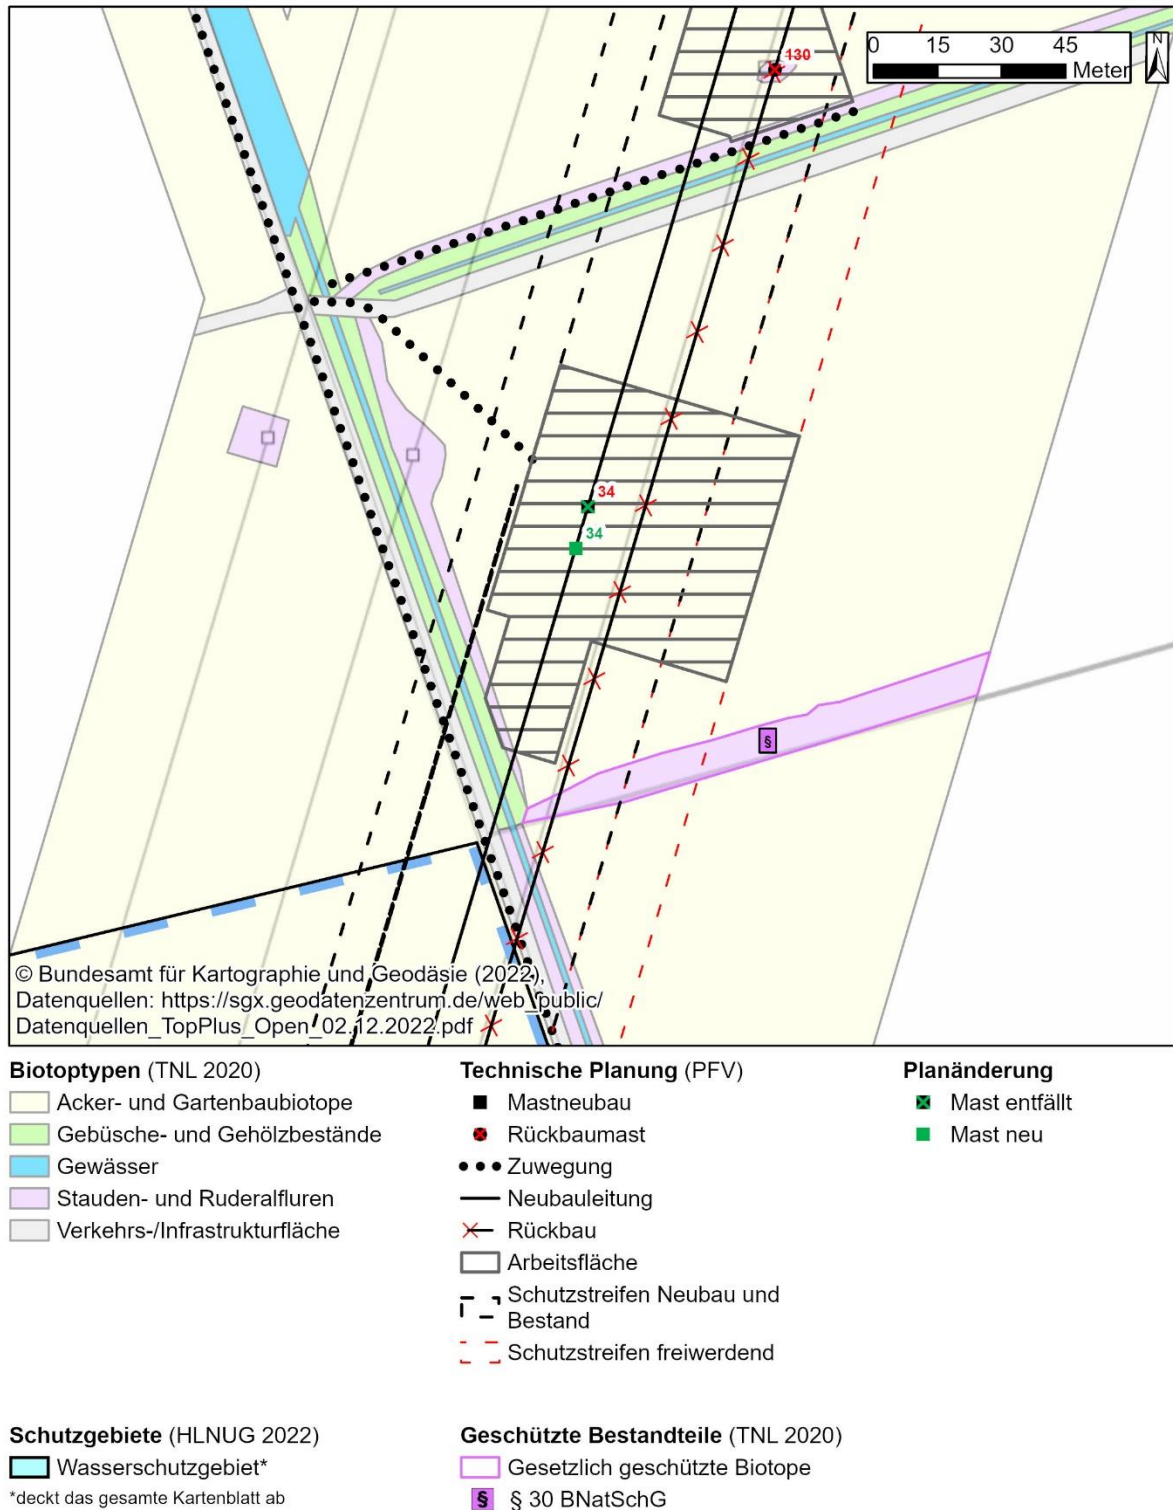 0 15 30 45
Meter
N
130
34
34
§
© Bundesamt für Kartographie und Geodäsie (2022),
Datenquellen: https://sgx.geodatenzentrum.de/web_public/
Datenquellen_TopPlus_Open_02.12.2022.pdf
Biotoptypen (TNL 2020)
Acker- und Gartenbaubiotope
Gebüsche- und Gehölzbestände
Gewässer
Stauden- und Ruderalfluren
Verkehrs-/Infrastrukturfläche
Technische Planung (PFV)
Mastneubau
Rückbaumast
Zuwegung
Neubauleitung
Rückbau
Arbeitsfläche
Schutzstreifen Neubau und
Bestand
Schutzstreifen freiwerdend
Planänderung
Mast entfällt
Mast neu
Schutzgebiete (HLNUG 2022)
Wasserschutzgebiet*
*deckt das gesamte Kartenblatt ab
Geschützte Bestandteile (TNL 2020)
Gesetzlich geschützte Biotope
§ § 30 BNatSchG